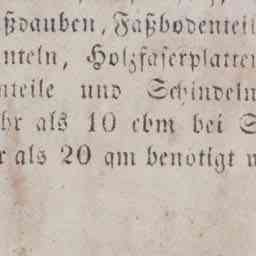 ßdauben, Faßbodenteil
nteln, Holzfaserplatten
nteile und Schindeln
hr als 10 cbm bei S
r als 20 qm benötigt w